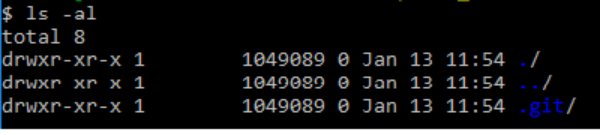 $ ls -al
total 8
drwxr-xr-x 1 1049089 0 Jan 13 11:54 ./
drwxr-xr-x 1 1049089 0 Jan 13 11:54 ../
drwxr-xr-x 1 1049089 0 Jan 13 11:54 .git/